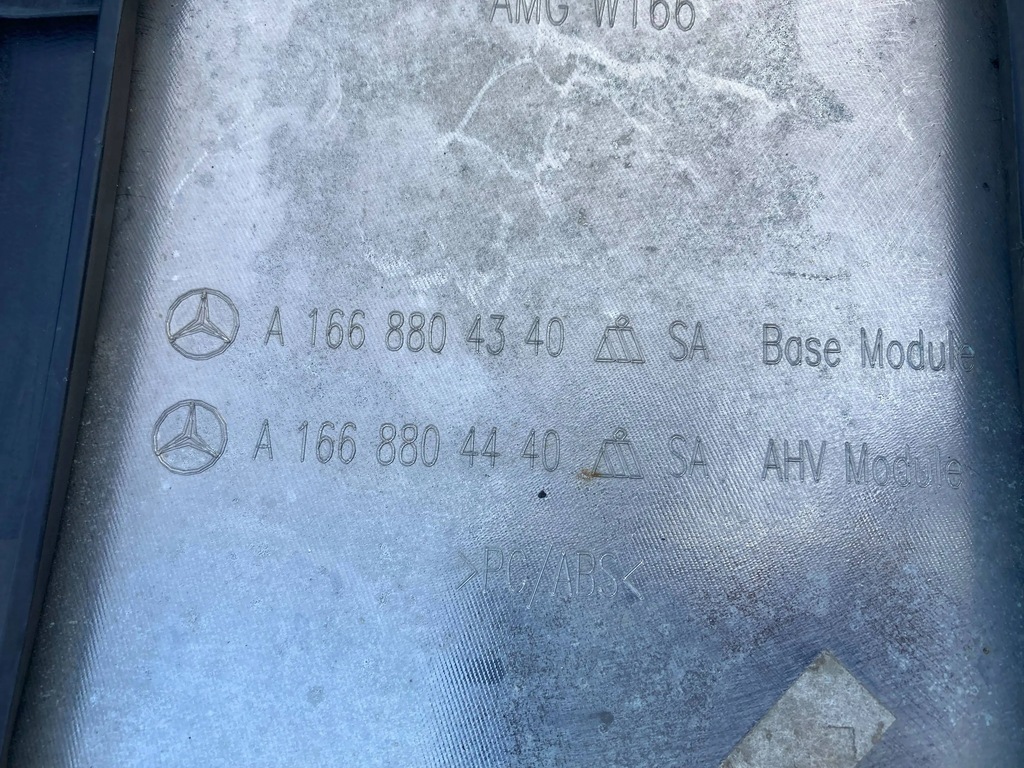 AMG W166
A 166 880 43 40 SA Base Module
A 166 880 44 40 SA AHV Module
>PC/ABS<